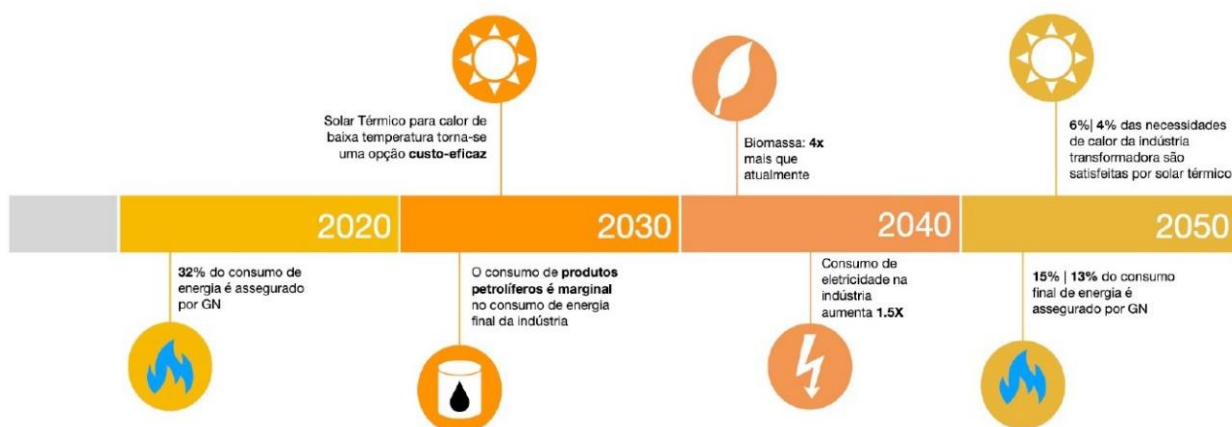 Solar Térmico para calor de
baixa temperatura torna-se
uma opção custo-eficaz
Biomassa: 4x
mais que
atualmente
6%| 4% das necessidades
de calor da indústria
transformadora são
satisfeitas por solar térmico
2020
2030
2040
2050
32% do consumo de
energia é assegurado
por GN
O consumo de produtos
petrolíferos é marginal
no consumo de energia
final da indústria
Consumo de
eletricidade na
indústria
aumenta 1.5X
15% | 13% do consumo
final de energia é
assegurado por GN